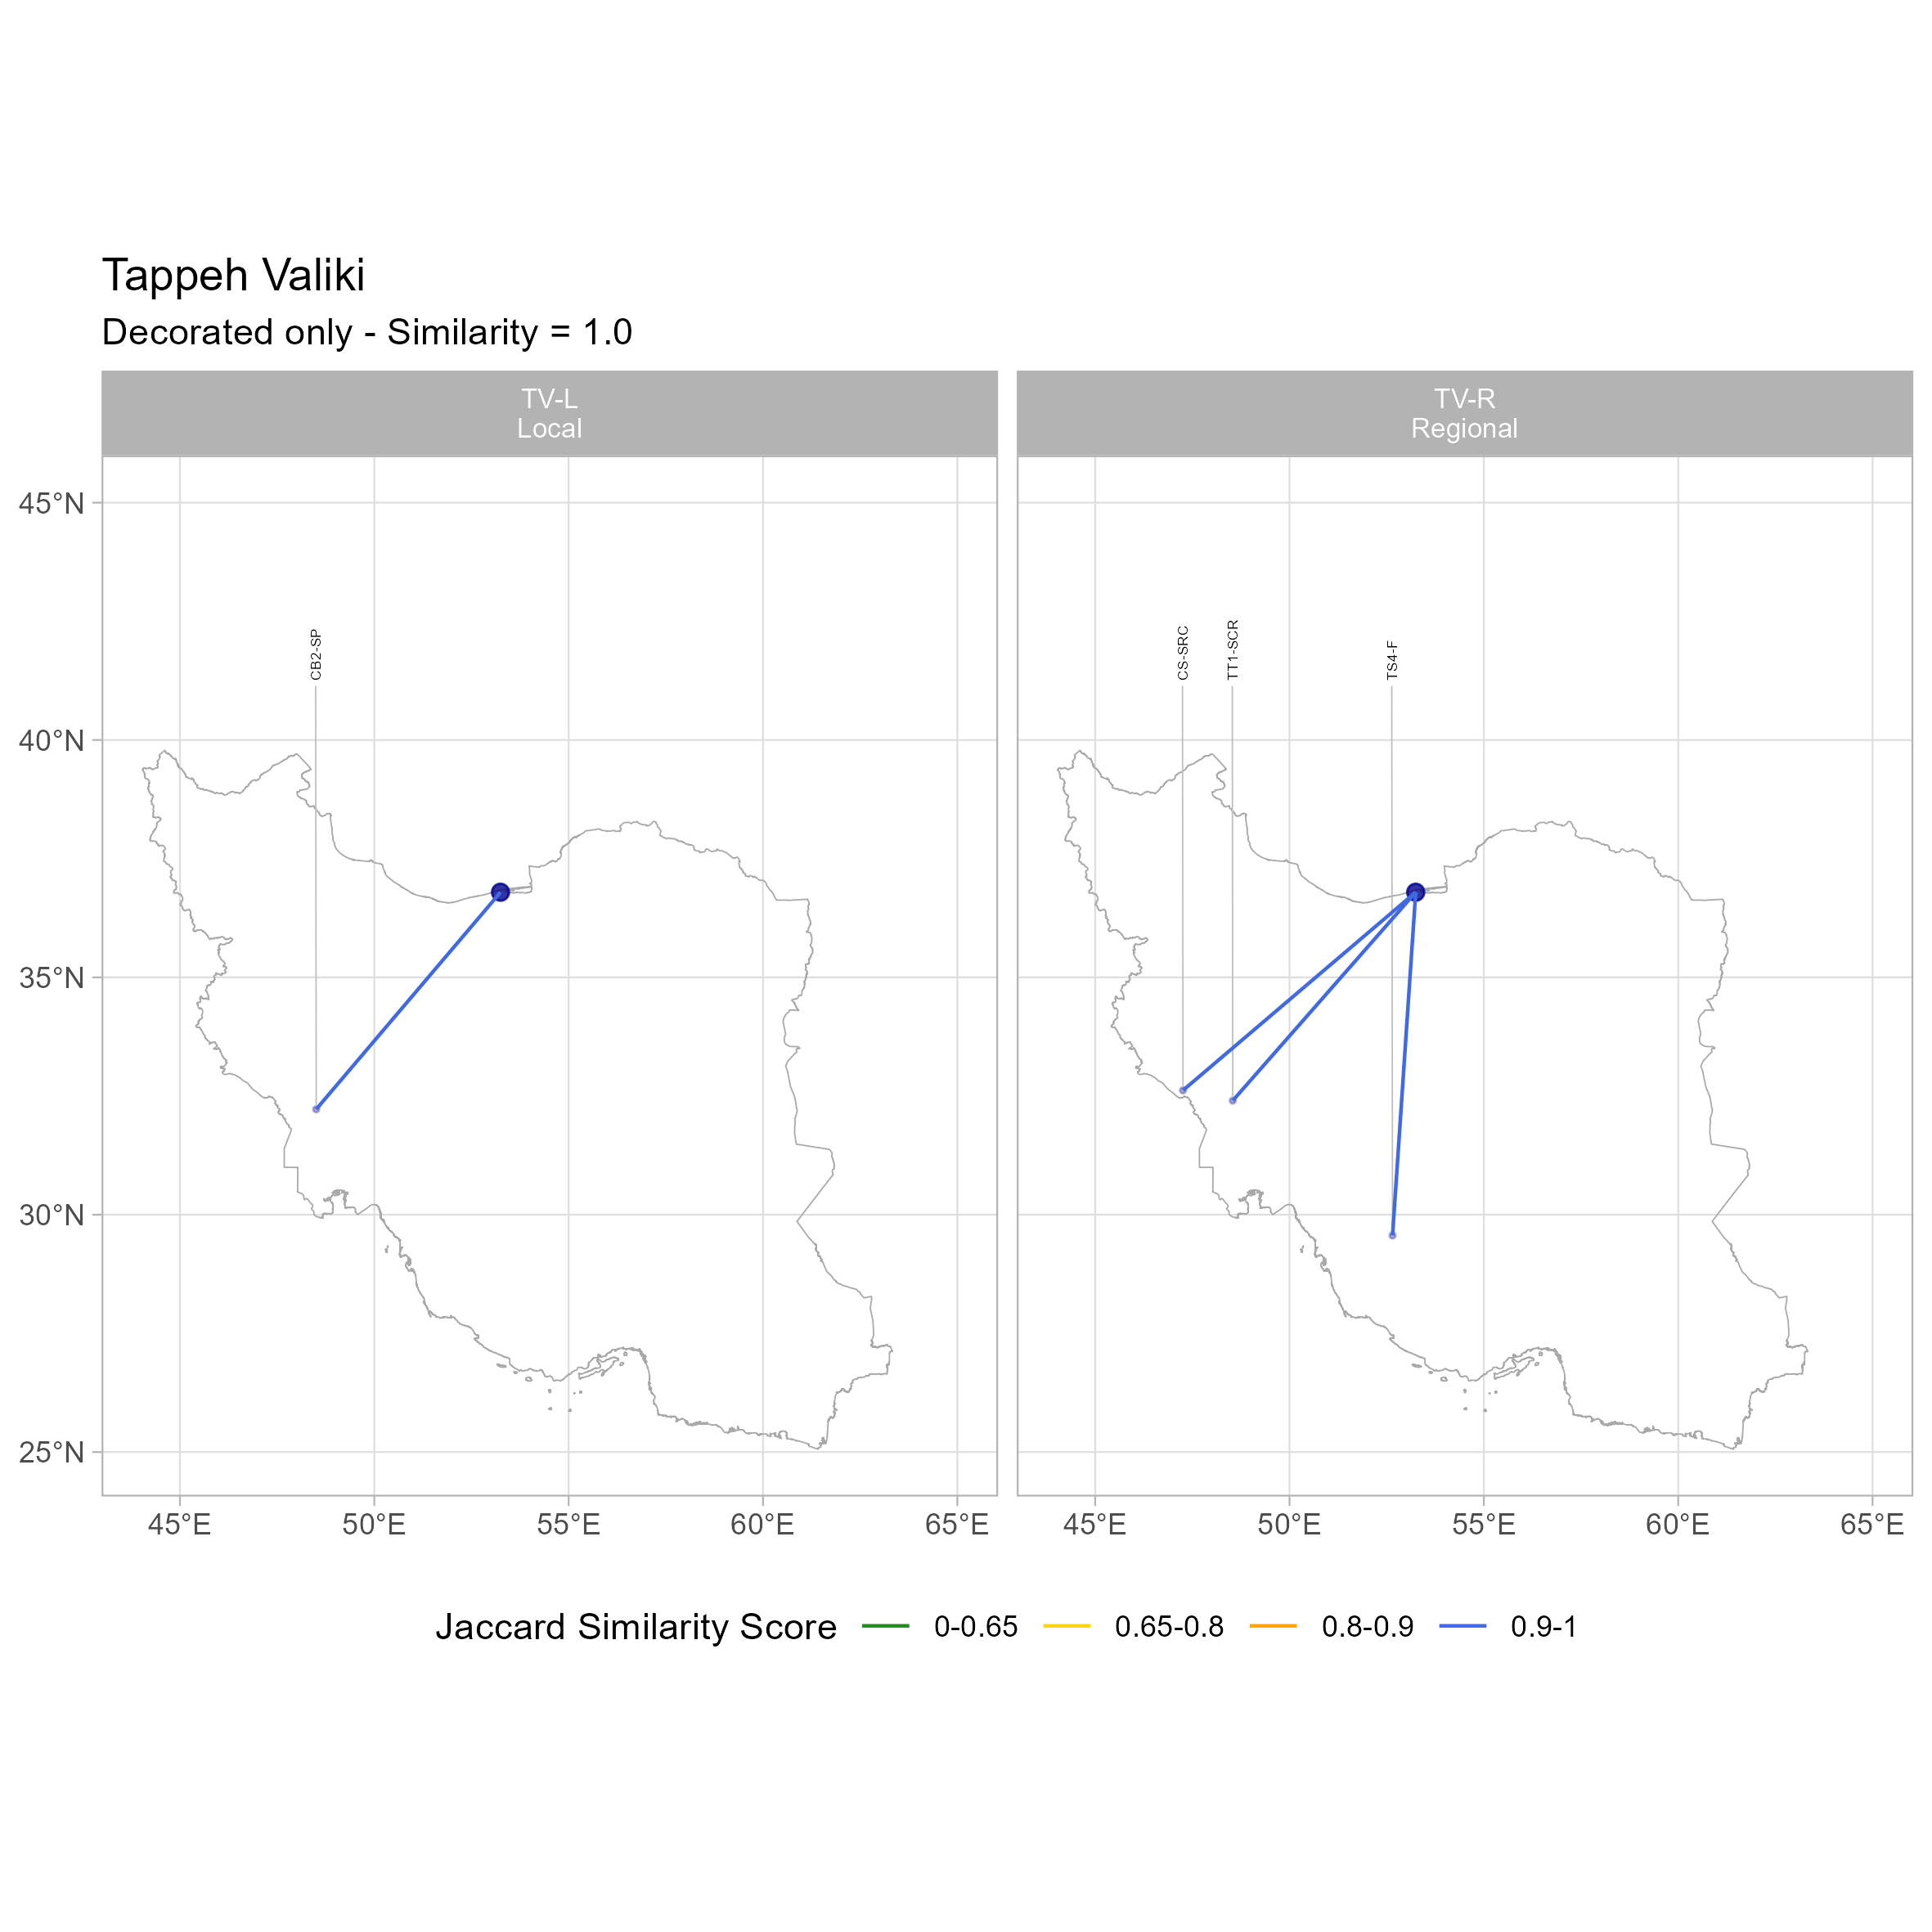 Tappeh Valiki
Decorated only - Similarity = 1.0
TV-L
Local
TV-R
Regional
45°N
40°N
35°N
30°N
25°N
CB2-SP
CS-SRC
TT1-SCR
TS4-F
45°E 50°E 55°E 60°E 65°E
45°E 50°E 55°E 60°E 65°E
Jaccard Similarity Score 0-0.65 0.65-0.8 0.8-0.9 0.9-1